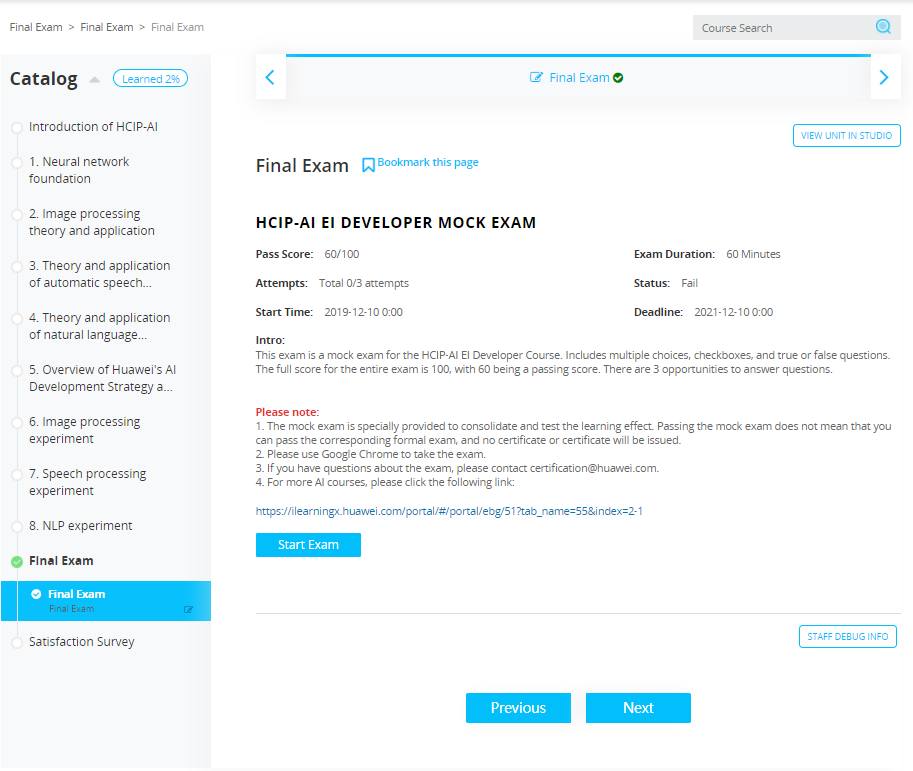 Final Exam > Final Exam > Final Exam
Course Search
Catalog
Learned 2%
Introduction of HCIP-AI
1. Neural network
foundation
2. Image processing
theory and application
3. Theory and application
of automatic speech...
4. Theory and application
of natural language...
5. Overview of Huawei's AI
Development Strategy a...
6. Image processing
experiment
7. Speech processing
experiment
8. NLP experiment
Final Exam
Final Exam
Final Exam
Satisfaction Survey
Final Exam
VIEW UNIT IN STUDIO
Final Exam
Bookmark this page
HCIP-AI EI DEVELOPER MOCK EXAM
Pass Score: 60/100
Exam Duration: 60 Minutes
Attempts: Total 0/3 attempts
Status: Fail
Start Time: 2019-12-10 0:00
Deadline: 2021-12-10 0:00
Intro:
This exam is a mock exam for the HCIP-AI EI Developer Course. Includes multiple choices, checkboxes, and true or false questions.
The full score for the entire exam is 100, with 60 being a passing score. There are 3 opportunities to answer questions.
Please note:
1. The mock exam is specially provided to consolidate and test the learning effect. Passing the mock exam does not mean that you
can pass the corresponding formal exam, and no certificate or certificate will be issued.
2. Please use Google Chrome to take the exam.
3. If you have questions about the exam, please contact certification@huawei.com.
4. For more AI courses, please click the following link:
https://ilearningx.huawei.com/portal/#/portal/ebg/51?tab_name=55&index=2-1
Start Exam
STAFF DEBUG INFO
Previous
Next